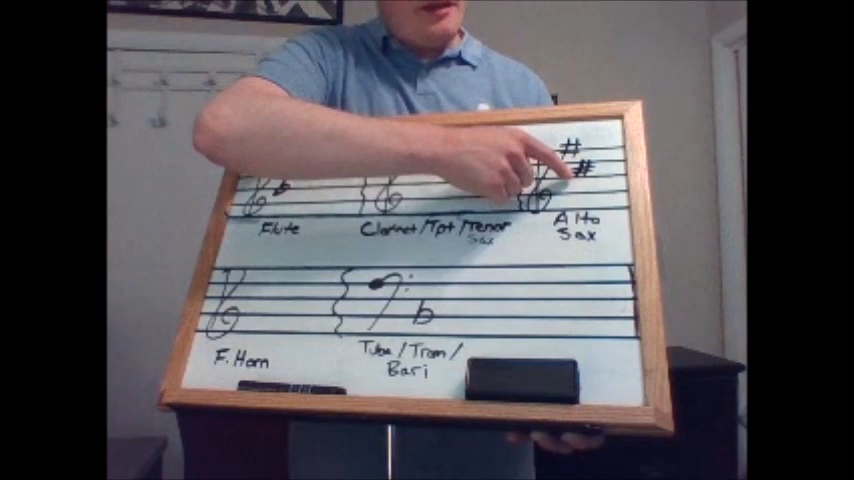 Flute
Clarinet/Tpt/Tenor
Sax
Alto
Sax
F. Horn
Tuba/Trom/
Bari